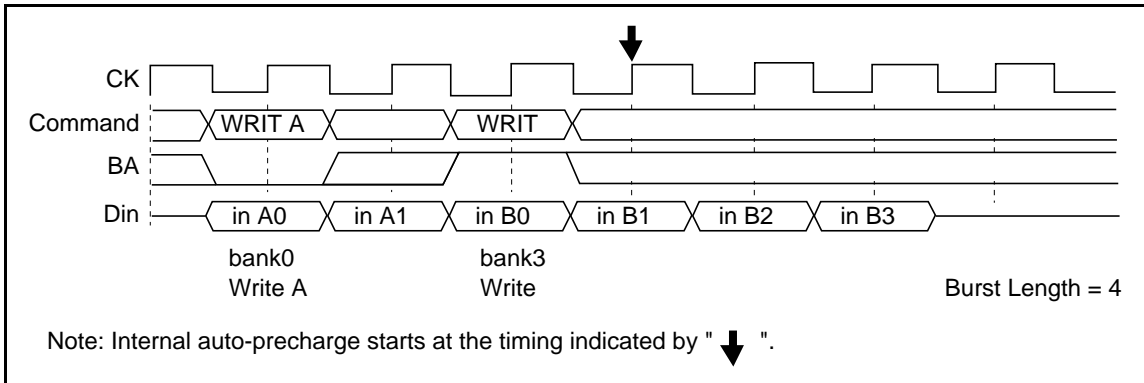 CK
Command WRIT A WRIT
BA
Din in A0 in A1 in B0 in B1 in B2 in B3
bank0 bank3
Write A Write Burst Length = 4
Note: Internal auto-precharge starts at the timing indicated by " ".